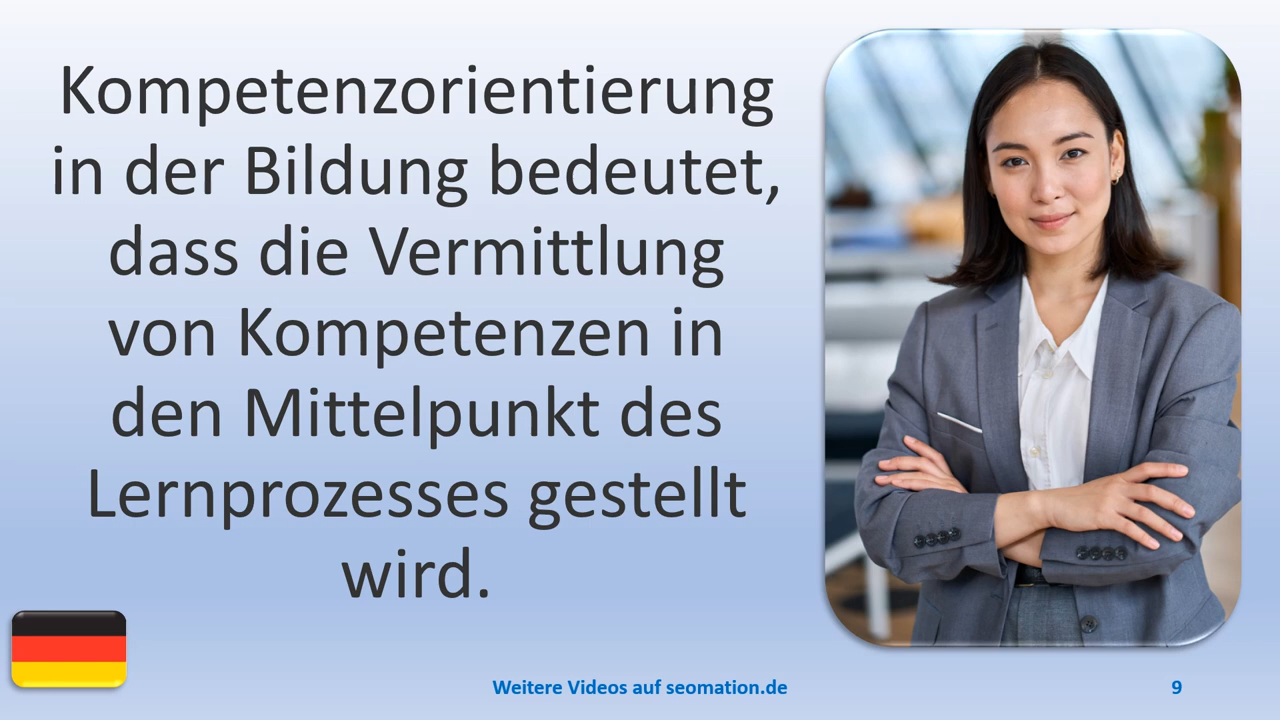 Kompetenzorientierung
in der Bildung bedeutet,
dass die Vermittlung
von Kompetenzen in
den Mittelpunkt des
Lernprozesses gestellt
wird.
Weitere Videos auf seomation.de
9